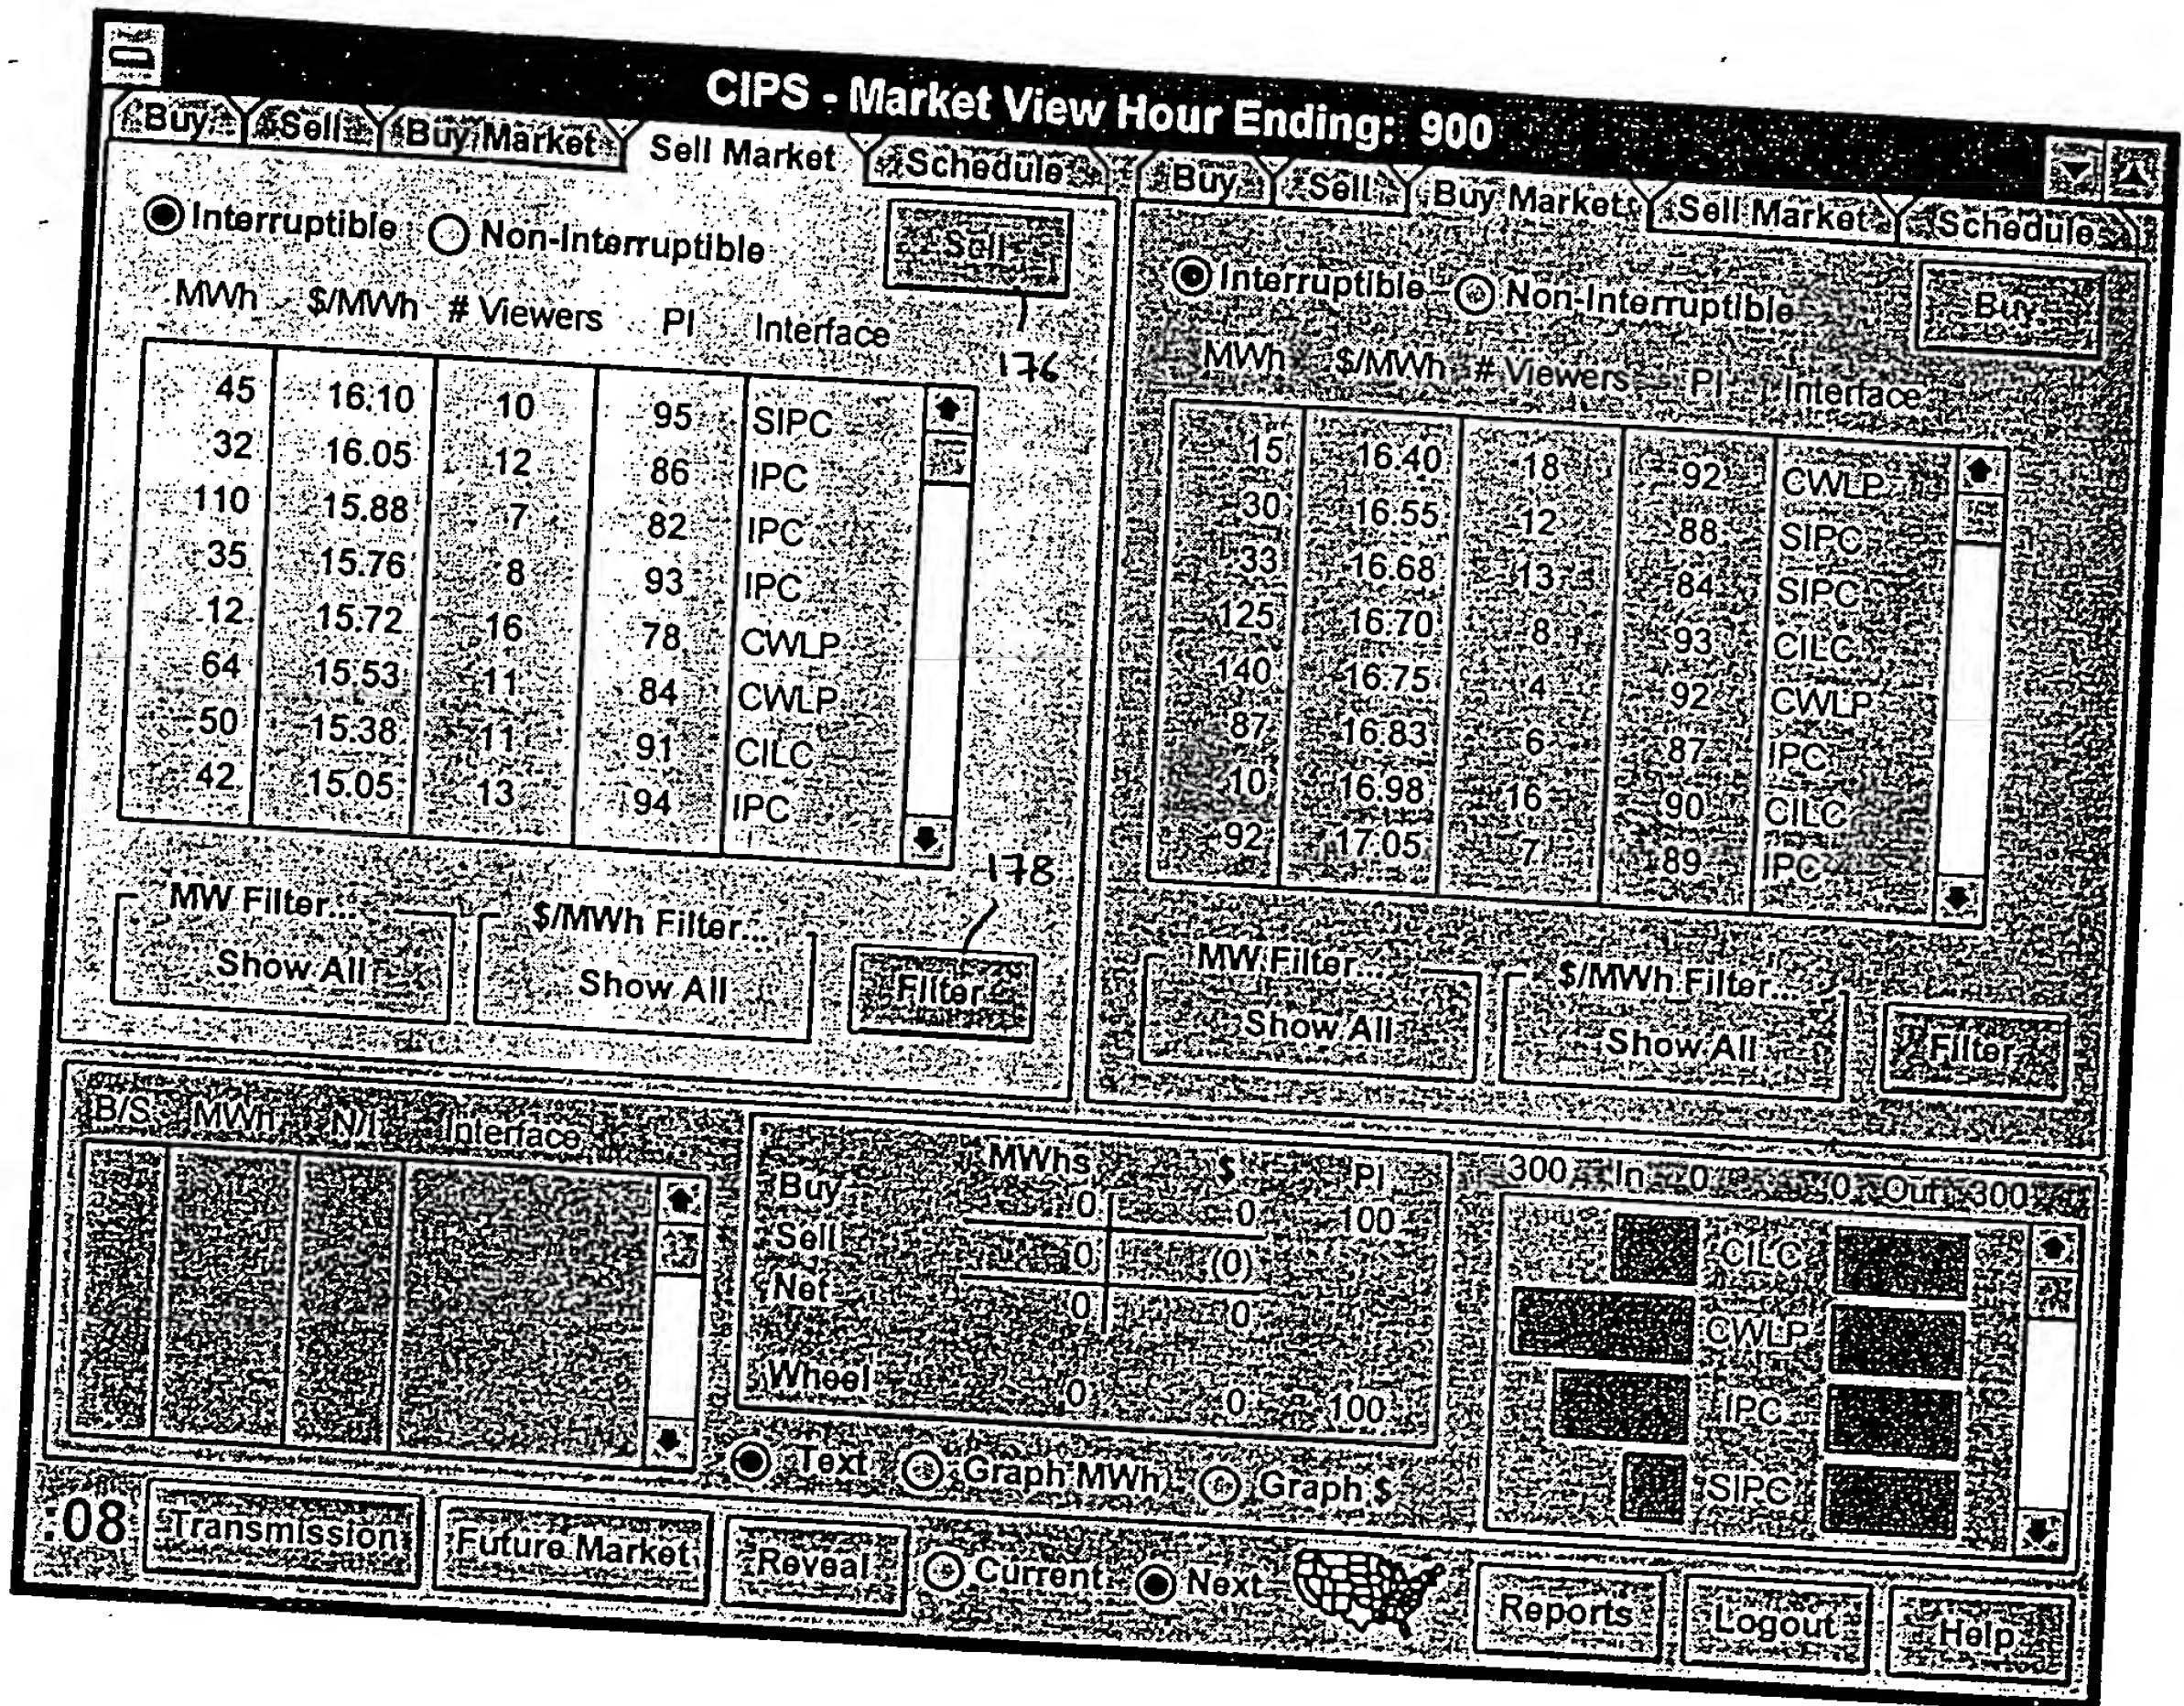 CIPS - Market View Hour Ending: 900
Buy Sell Buy Market Sell Market Schedule
Interruptible Non-Interruptible Sell
176
MWh $/MWh # Viewers PI Interface
45 16.10 10 95 SIPC
32 16.05 12 86 IPC
110 15.88 7 82 IPC
35 15.76 8 93 IPC
12 15.72 16 78 CWLP
64 15.53 11 84 CWLP
50 15.38 11 91 CILC
42 15.05 13 94 IPC
178
MW Filter... $/MWh Filter...
Show All Show All Filter
Buy Sell Buy Market Sell Market Schedule
Interruptible Non-Interruptible Buy
MWh $/MWh # Viewers PI Interface
15 16.40 18 92 CWLP
30 16.55 12 88 SIPC
33 16.68 13 84 SIPC
125 16.70 8 93 CILC
140 16.75 4 92 CWLP
87 16.83 6 87 IPC
10 16.98 16 90 CILC
92 17.05 7 89 IPC
MW Filter... $/MWh Filter...
Show All Show All Filter
B/S MWh N/I Interface
MWhs $ PI
Buy 0 0 100
Sell 0 (0)
Net 0 0
Wheel 0 0 100
Text Graph MWh Graph $
300 In 0 0 Out 300
CILC
CWLP
IPC
SIPC
:08 Transmission Future Market Reveal Current Next Reports Logout Help